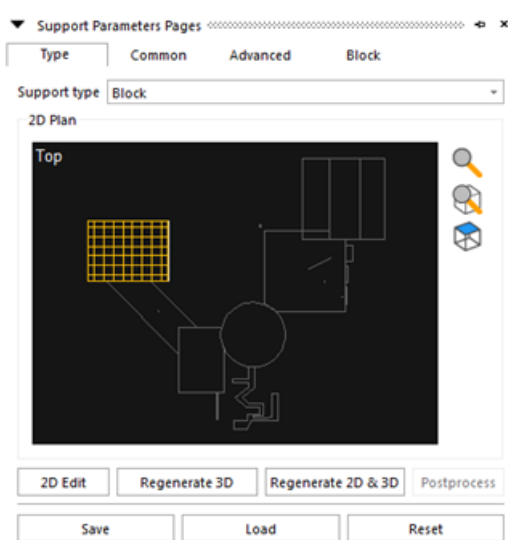 Support Parameters Pages
Type Common Advanced Block
Support type Block
2D Plan
Top
2D Edit Regenerate 3D Regenerate 2D & 3D Postprocess
Save Load Reset